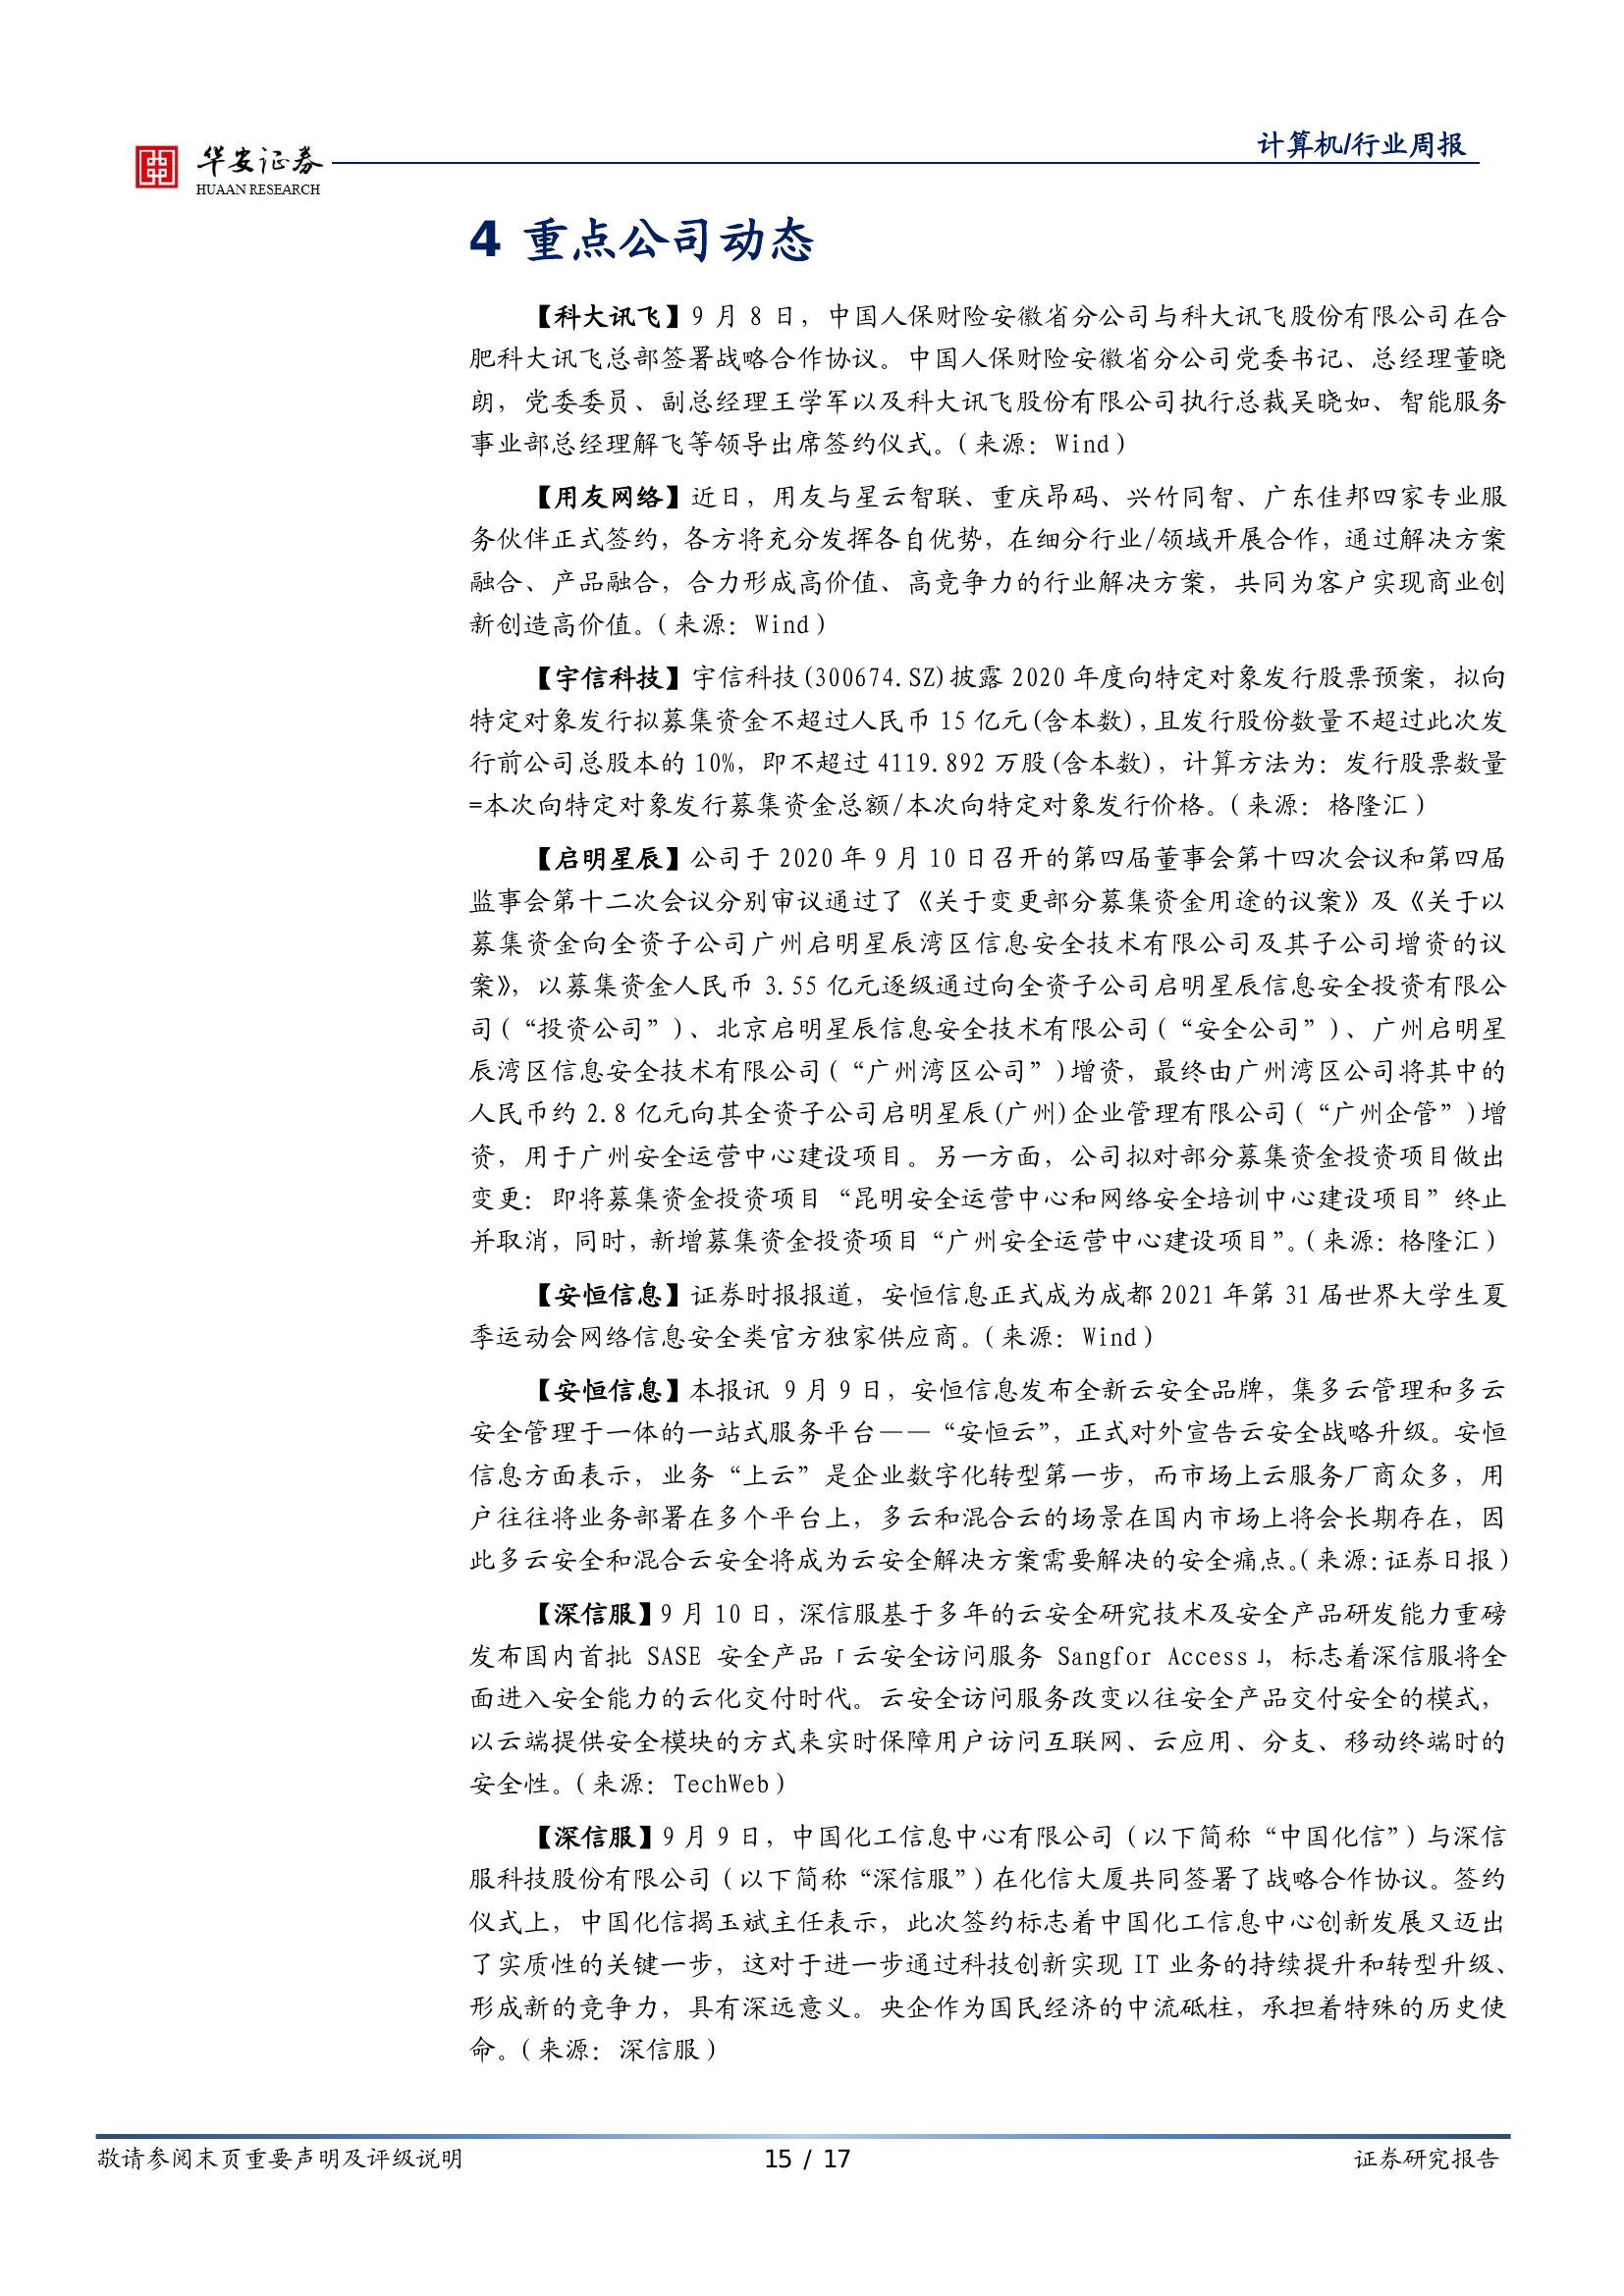 华安证券
HUAAN RESEARCH
计算机/行业周报
4 重点公司动态
【科大讯飞】9 月 8 日，中国人保财险安徽省分公司与科大讯飞股份有限公司在合
肥科大讯飞总部签署战略合作协议。中国人保财险安徽省分公司党委书记、总经理董晓
朗，党委委员、副总经理王学军以及科大讯飞股份有限公司执行总裁吴晓如、智能服务
事业部总经理解飞等领导出席签约仪式。（来源：Wind）
【用友网络】近日，用友与星云智联、重庆昂码、兴竹同智、广东佳邦四家专业服
务伙伴正式签约，各方将充分发挥各自优势，在细分行业/领域开展合作，通过解决方案
融合、产品融合，合力形成高价值、高竞争力的行业解决方案，共同为客户实现商业创
新创造高价值。（来源：Wind）
【宇信科技】宇信科技(300674.SZ)披露 2020 年度向特定对象发行股票预案，拟向
特定对象发行拟募集资金不超过人民币 15 亿元(含本数),且发行股份数量不超过此次发
行前公司总股本的 10%，即不超过 4119.892 万股(含本数)，计算方法为：发行股票数量
=本次向特定对象发行募集资金总额/本次向特定对象发行价格。（来源：格隆汇）
【启明星辰】公司于 2020 年 9 月 10 日召开的第四届董事会第十四次会议和第四届
监事会第十二次会议分别审议通过了《关于变更部分募集资金用途的议案》及《关于以
募集资金向全资子公司广州启明星辰湾区信息安全技术有限公司及其子公司增资的议
案》，以募集资金人民币 3.55 亿元逐级通过向全资子公司启明星辰信息安全投资有限公
司(“投资公司”)、北京启明星辰信息安全技术有限公司(“安全公司”)、广州启明星
辰湾区信息安全技术有限公司(“广州湾区公司”)增资，最终由广州湾区公司将其中的
人民币约 2.8 亿元向其全资子公司启明星辰(广州)企业管理有限公司(“广州企管”)增
资，用于广州安全运营中心建设项目。另一方面，公司拟对部分募集资金投资项目做出
变更：即将募集资金投资项目“昆明安全运营中心和网络安全培训中心建设项目”终止
并取消，同时，新增募集资金投资项目“广州安全运营中心建设项目”。（来源：格隆汇）
【安恒信息】证券时报报道，安恒信息正式成为成都 2021 年第 31 届世界大学生夏
季运动会网络信息安全类官方独家供应商。（来源：Wind）
【安恒信息】本报讯 9 月 9 日，安恒信息发布全新云安全品牌，集多云管理和多云
安全管理于一体的一站式服务平台——“安恒云”，正式对外宣告云安全战略升级。安恒
信息方面表示，业务“上云”是企业数字化转型第一步，而市场上云服务厂商众多，用
户往往将业务部署在多个平台上，多云和混合云的场景在国内市场上将会长期存在，因
此多云安全和混合云安全将成为云安全解决方案需要解决的安全痛点。（来源：证券日报）
【深信服】9 月 10 日，深信服基于多年的云安全研究技术及安全产品研发能力重磅
发布国内首批 SASE 安全产品「云安全访问服务 Sangfor Access」，标志着深信服将全
面进入安全能力的云化交付时代。云安全访问服务改变以往安全产品交付安全的模式，
以云端提供安全模块的方式来实时保障用户访问互联网、云应用、分支、移动终端时的
安全性。（来源：TechWeb）
【深信服】9 月 9 日，中国化工信息中心有限公司（以下简称“中国化信”）与深信
服科技股份有限公司（以下简称“深信服”）在化信大厦共同签署了战略合作协议。签约
仪式上，中国化信揭玉斌主任表示，此次签约标志着中国化工信息中心创新发展又迈出
了实质性的关键一步，这对于进一步通过科技创新实现 IT 业务的持续提升和转型升级、
形成新的竞争力，具有深远意义。央企作为国民经济的中流砥柱，承担着特殊的历史使
命。（来源：深信服）
敬请参阅末页重要声明及评级说明
15 / 17
证券研究报告